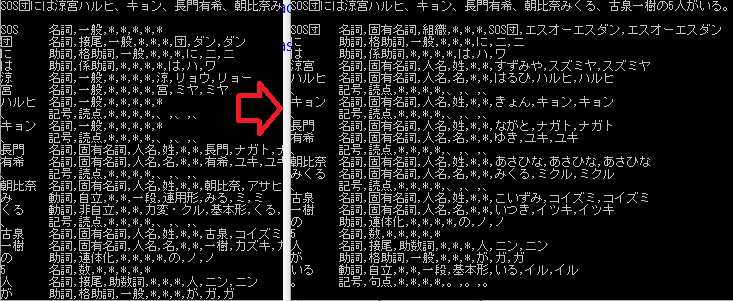 SOS団には涼宮ハルヒ、キョン、長門有希、朝比奈み
SOS 名詞,一般,*,*,*,*,*
団 名詞,接尾,一般,*,*,*,団,ダン,ダン
に 助詞,格助詞,一般,*,*,*,に,ニ,ニ
は 助詞,係助詞,*,*,*,*,は,ハ,ワ
涼 名詞,一般,*,*,*,*,涼,リョウ,リョー
宮 名詞,一般,*,*,*,*,宮,ミヤ,ミヤ
ハルヒ 名詞,一般,*,*,*,*,*
、 記号,読点,*,*,*,*,、,、,、
キョン 名詞,一般,*,*,*,*,*
、 記号,読点,*,*,*,*,、,、,、
長門 名詞,固有名詞,人名,姓,*,*,長門,ナガト,ナ
有希 名詞,固有名詞,人名,名,*,*,有希,ユキ,ユキ
、 記号,読点,*,*,*,*,、,、,、
朝比奈 名詞,固有名詞,人名,姓,*,*,朝比奈,アサヒ
み 動詞,自立,*,*,一段,連用形,みる,ミ,ミ
くる 動詞,非自立,*,*,カ変・クル,基本形,くる,
、 記号,読点,*,*,*,*,、,、,、
古泉 名詞,固有名詞,人名,姓,*,*,古泉,コイズミ
一樹 名詞,固有名詞,人名,名,*,*,一樹,カズキ,カ
の 助詞,連体化,*,*,*,*,の,ノ,ノ
5 名詞,数,*,*,*,*,*
人 名詞,接尾,助数詞,*,*,*,人,ニン,ニン
が 助詞,格助詞,一般,*,*,*,が,ガ,ガ
SOS団には涼宮ハルヒ、キョン、長門有希、朝比奈みくる、古泉一樹の5人がいる。
SOS団 名詞,固有名詞,組織,*,*,*,SOS団,エスオーエスダン,エスオーエスダン
に 助詞,格助詞,一般,*,*,*,に,ニ,ニ
は 助詞,係助詞,*,*,*,*,は,ハ,ワ
涼宮 名詞,固有名詞,人名,姓,*,*,すずみや,スズミヤ,スズミヤ
ハルヒ 名詞,固有名詞,人名,名,*,*,はるひ,ハルヒ,ハルヒ
、 記号,読点,*,*,*,*,、,、,、
キョン 名詞,固有名詞,人名,姓,*,*,きょん,キョン,キョン
、 記号,読点,*,*,*,*,、,、,、
長門 名詞,固有名詞,人名,姓,*,*,ながと,ナガト,ナガト
有希 名詞,固有名詞,人名,名,*,*,ゆき,ユキ,ユキ
、 記号,読点,*,*,*,*,、,、,、
朝比奈 名詞,固有名詞,人名,姓,*,*,あさひな,あさひな,あさひな
みくる 名詞,固有名詞,人名,名,*,*,みくる,ミクル,ミクル
、 記号,読点,*,*,*,*,、,、,、
古泉 名詞,固有名詞,人名,姓,*,*,こいずみ,コイズミ,コイズミ
一樹 名詞,固有名詞,人名,名,*,*,いつき,イツキ,イツキ
の 助詞,連体化,*,*,*,*,の,ノ,ノ
5 名詞,数,*,*,*,*,*
人 名詞,接尾,助数詞,*,*,*,人,ニン,ニン
が 助詞,格助詞,一般,*,*,*,が,ガ,ガ
いる 動詞,自立,*,*,一段,基本形,いる,イル,イル
。 記号,句点,*,*,*,*,。,。,。